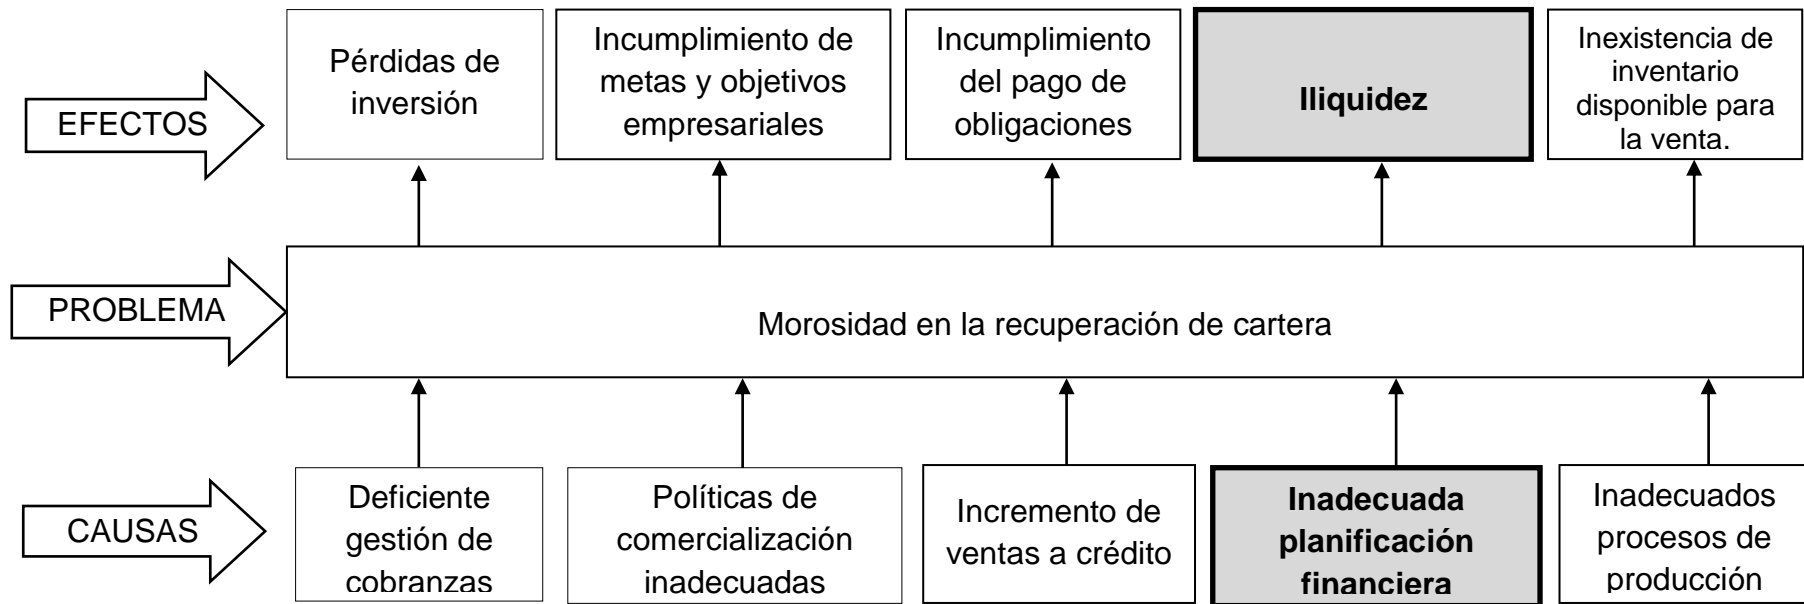 EFECTOS
Pérdidas de
inversión
Incumplimiento de
metas y objetivos
empresariales
Incumplimiento
del pago de
obligaciones
Iliquidez
Inexistencia de
inventario
disponible para
la venta.
PROBLEMA
Morosidad en la recuperación de cartera
CAUSAS
Deficiente
gestión de
cobranzas
Políticas de
comercialización
inadecuadas
Incremento de
ventas a crédito
Inadecuada
planificación
financiera
Inadecuados
procesos de
producción